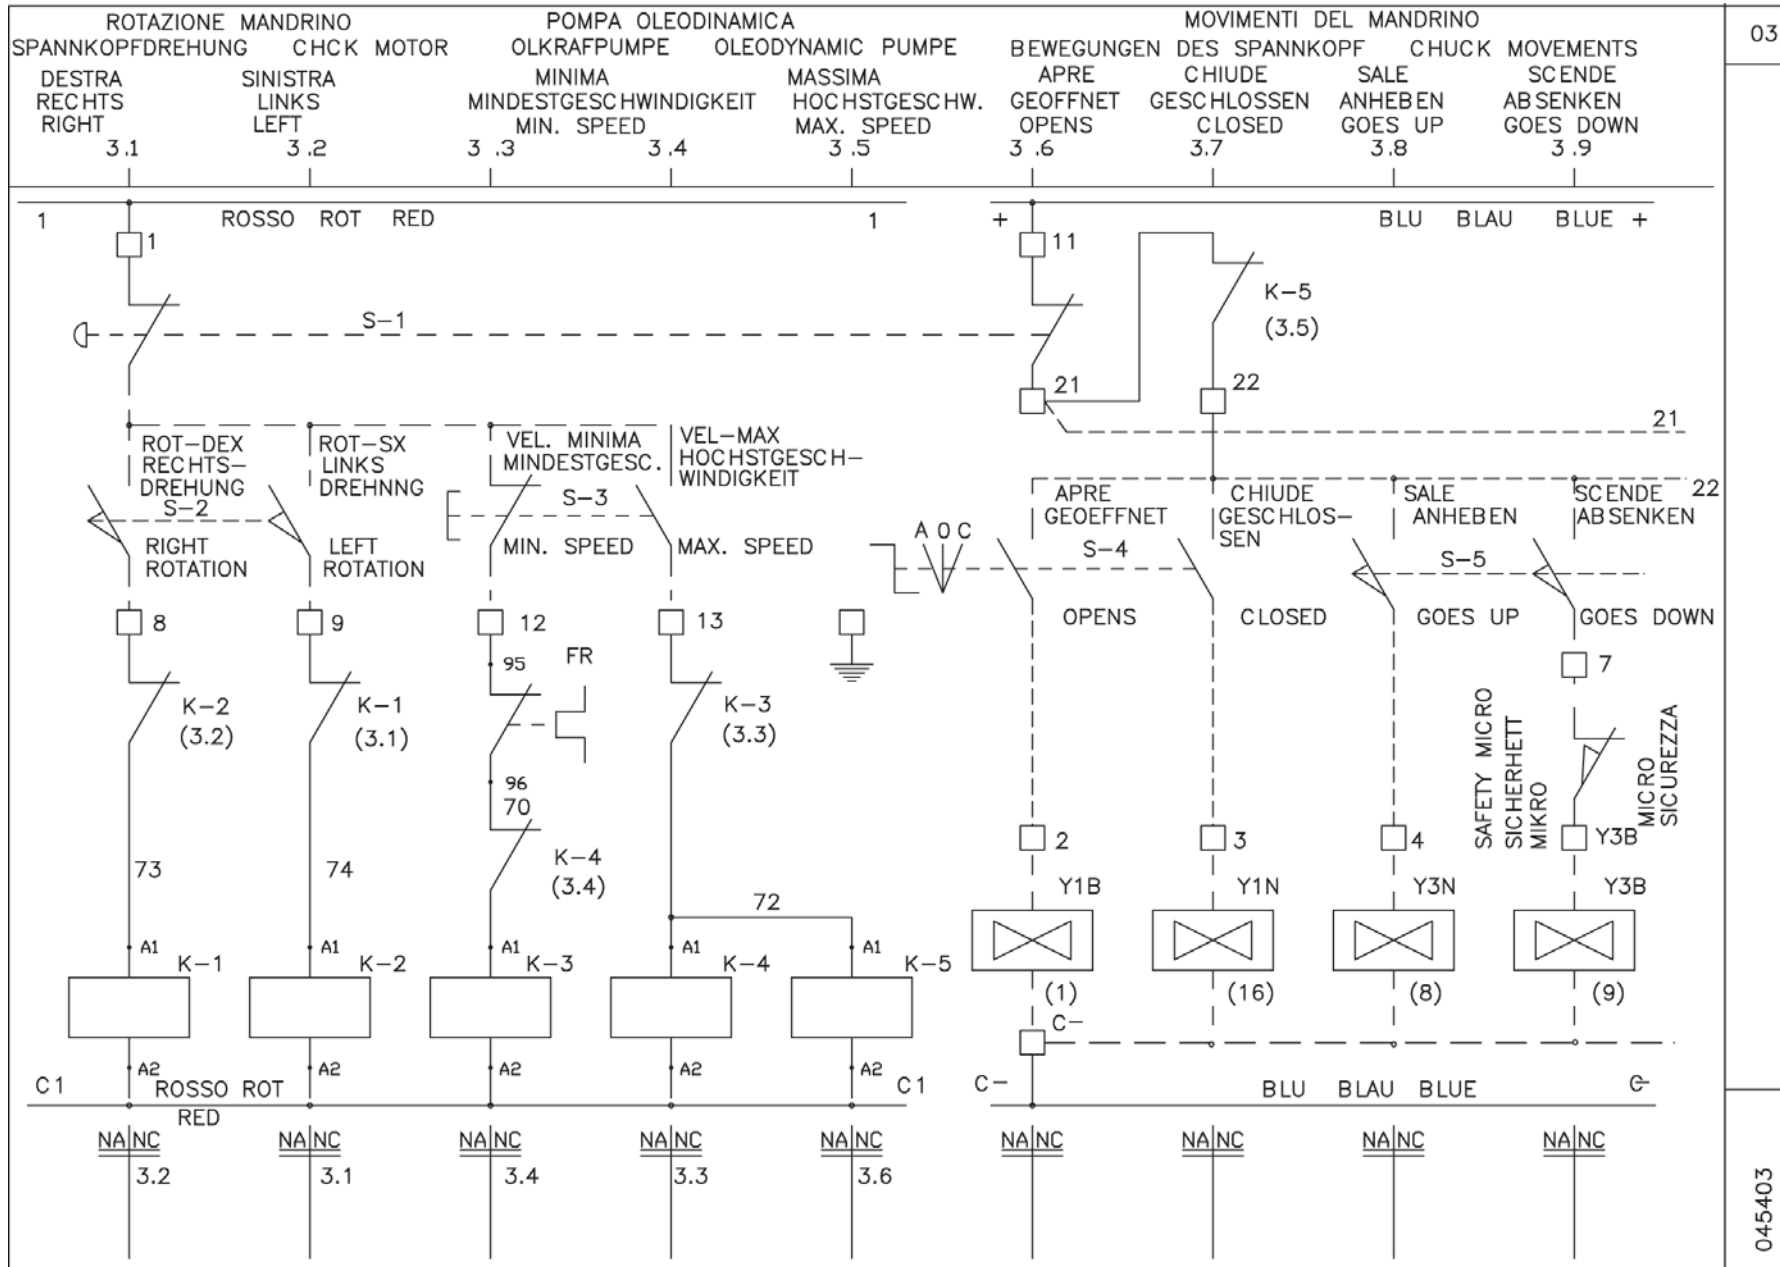 ROTAZIONE MANDRINO
SPANNKOPFDREHUNG CHCK MOTOR
POMPA OLEODINAMICA
OLKRAFPUMPE OLEODYNAMIC PUMPE
MOVIMENTI DEL MANDRINO
BEWEGUNGEN DES SPANNKOPF CHUCK MOVEMENTS
03
DESTRA
RECHTS
RIGHT
3.1
SINISTRA
LINKS
LEFT
3.2
MINIMA
MINDESTGESCHWINDIGKEIT
MIN. SPEED
3.3
3.4
MASSIMA
HOCHSTGESCHW.
MAX. SPEED
3.5
APRE
GEOFFNET
OPENS
3.6
CHIUDE
GESCHLOSSEN
CLOSED
3.7
SALE
ANHEBEN
GOES UP
3.8
SCENDE
ABSENKEN
GOES DOWN
3.9
1 ROSSO ROT RED 1
+ BLU BLAU BLUE +
1
11
K-5
(3.5)
S-1
21
22
21
ROT-DEX
RECHTS-
DREHUNG
S-2
RIGHT
ROTATION
ROT-SX
LINKS
DREHNNG
LEFT
ROTATION
VEL. MINIMA
MINDESTGESC.
S-3
MIN. SPEED
VEL-MAX
HOCHSTGESCH-
WINDIGKEIT
MAX. SPEED
22
A O C
APRE
GEOEFFNET
S-4
OPENS
CHIUDE
GESCHLOS-
SEN
CLOSED
SALE
ANHEBEN
S-5
GOES UP
SCENDE
ABSENKEN
GOES DOWN
8
9
12
13
7
95
FR
96
70
K-2
(3.2)
K-1
(3.1)
K-3
(3.3)
K-4
(3.4)
SAFETY MICRO
SICHERHETT
MIKRO
MICRO
SICUREZZA
2
3
4
Y3B
73
74
72
Y1B
Y1N
Y3N
Y3B
A1
K-1
A1
K-2
A1
K-3
A1
K-4
A1
K-5
(1)
(16)
(8)
(9)
C-
A2
A2
A2
A2
C1 ROSSO ROT C1
RED
C- BLU BLAU BLUE C-
NA NC
NA NC
NA NC
NA NC
NA NC
NA NC
NA NC
NA NC
NA NC
3.2
3.1
3.4
3.3
3.6
045403